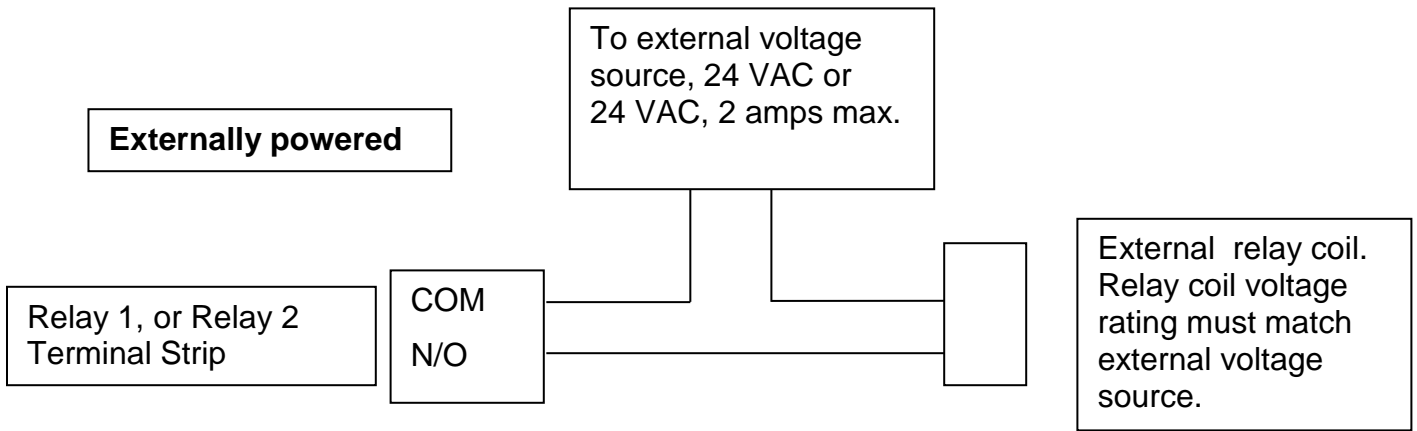 To external voltage
source, 24 VAC or
24 VAC, 2 amps max.
Externally powered
External relay coil.
Relay coil voltage
rating must match
external voltage
source.
Relay 1, or Relay 2
Terminal Strip
COM
N/O